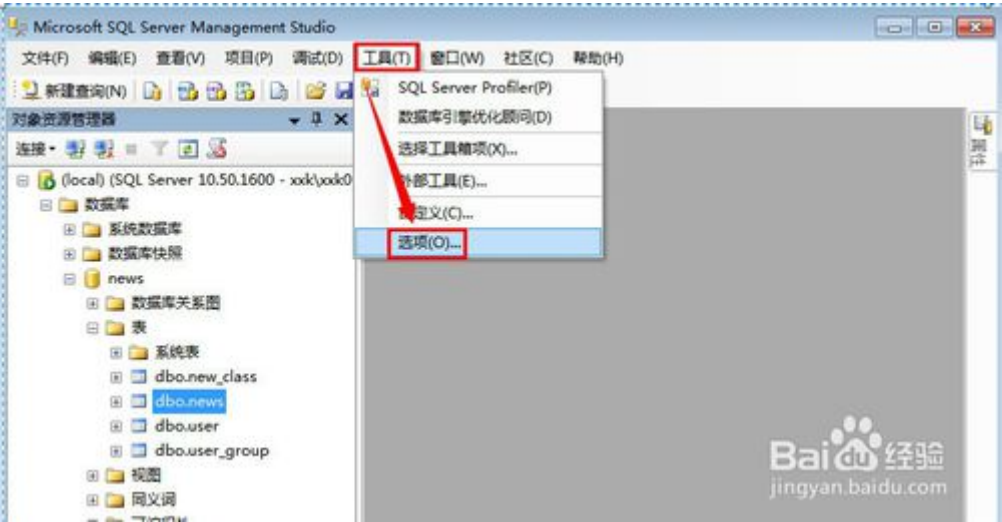 Microsoft SQL Server Management Studio
文件(F) 编辑(E) 查看(V) 项目(P) 调试(D) 工具(T) 窗口(W) 社区(C) 帮助(H)
新建查询(N)
SQL Server Profiler(P)
数据库引擎优化顾问(D)
选择工具箱项(X)...
外部工具(E)...
定义(C)...
选项(O)...
对象资源管理器
连接
(local) (SQL Server 10.50.1600 - xxk\xxk0
数据库
系统数据库
数据库快照
news
数据库关系图
表
系统表
dbo.new_class
dbo.news
dbo.user
dbo.user_group
视图
同义词
属性
Baidu 经验
jingyan.baidu.com